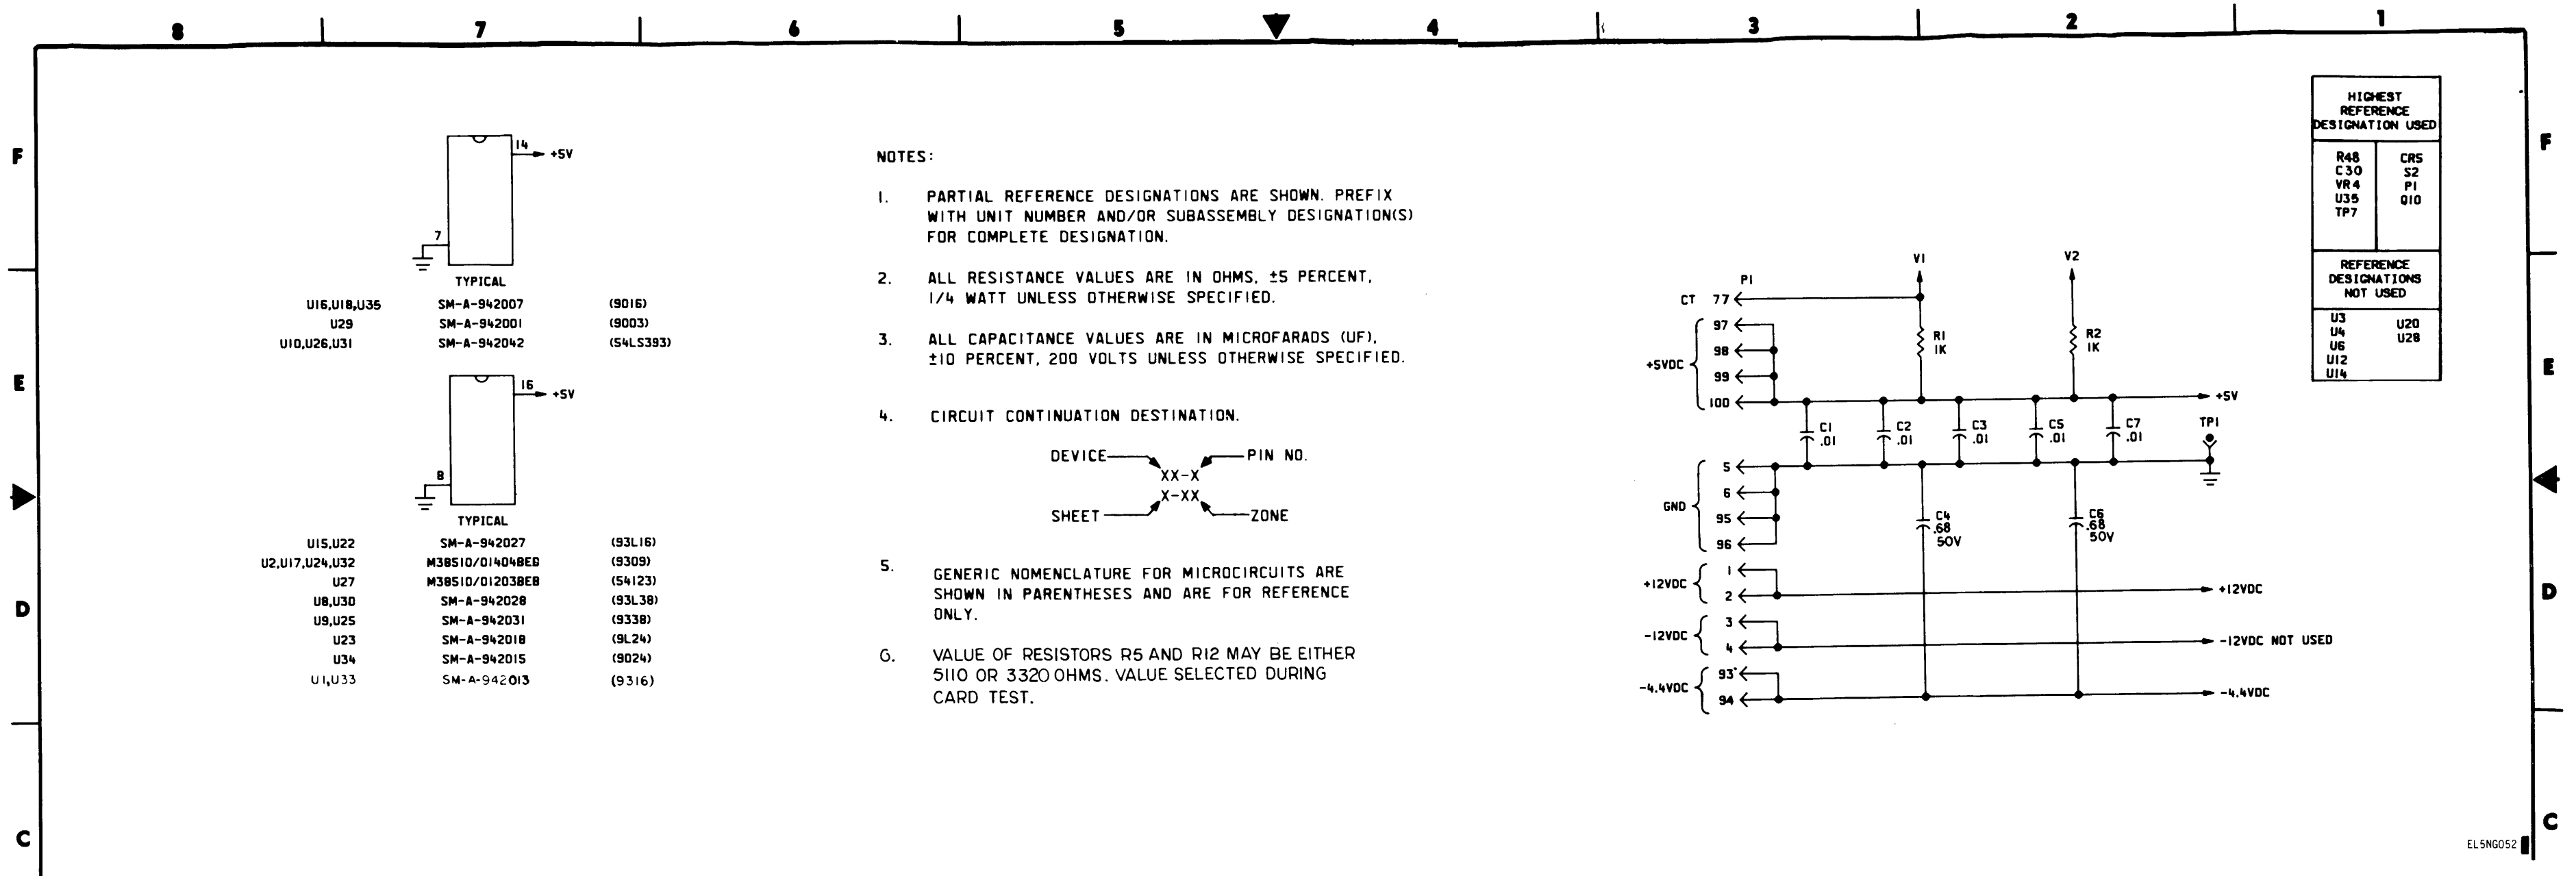 8 7 6 5 4 3 2 1
F
E
D
C
14
+5V
7
TYPICAL
U16,U18,U35 SM-A-942007 (9016)
U29 SM-A-942001 (9003)
U10,U26,U31 SM-A-942042 (54LS393)
16
+5V
8
TYPICAL
U15,U22 SM-A-942027 (93L16)
U2,U17,U24,U32 M38510/01404BEB (9309)
U27 M38510/01203BEB (54123)
U8,U30 SM-A-942028 (93L38)
U9,U25 SM-A-942031 (9338)
U23 SM-A-942018 (9L24)
U34 SM-A-942015 (9024)
U1,U33 SM-A-942013 (9316)
NOTES:
1. PARTIAL REFERENCE DESIGNATIONS ARE SHOWN. PREFIX
WITH UNIT NUMBER AND/OR SUBASSEMBLY DESIGNATION(S)
FOR COMPLETE DESIGNATION.
2. ALL RESISTANCE VALUES ARE IN OHMS, ±5 PERCENT,
1/4 WATT UNLESS OTHERWISE SPECIFIED.
3. ALL CAPACITANCE VALUES ARE IN MICROFARADS (UF),
±10 PERCENT, 200 VOLTS UNLESS OTHERWISE SPECIFIED.
4. CIRCUIT CONTINUATION DESTINATION.
DEVICE PIN NO.
XX-X
X-XX
SHEET ZONE
5. GENERIC NOMENCLATURE FOR MICROCIRCUITS ARE
SHOWN IN PARENTHESES AND ARE FOR REFERENCE
ONLY.
6. VALUE OF RESISTORS R5 AND R12 MAY BE EITHER
5110 OR 3320 OHMS. VALUE SELECTED DURING
CARD TEST.
V1 V2
P1
CT 77
97
98
+5VDC
99
100
R1
1K
R2
1K
+5V
C1
.01
C2
.01
C3
.01
C5
.01
C7
.01
TP1
5
6
GND
95
96
C4
.68
50V
C6
.68
50V
1
+12VDC
2
+12VDC
3
-12VDC
4
-12VDC NOT USED
93
-4.4VDC
94
-4.4VDC
HIGHEST
REFERENCE
DESIGNATION USED
R48 CR5
C30 S2
VR4 P1
U35 Q10
TP7
REFERENCE
DESIGNATIONS
NOT USED
U3 U20
U4 U28
U6
U12
U14
F
E
D
C
EL5NG052